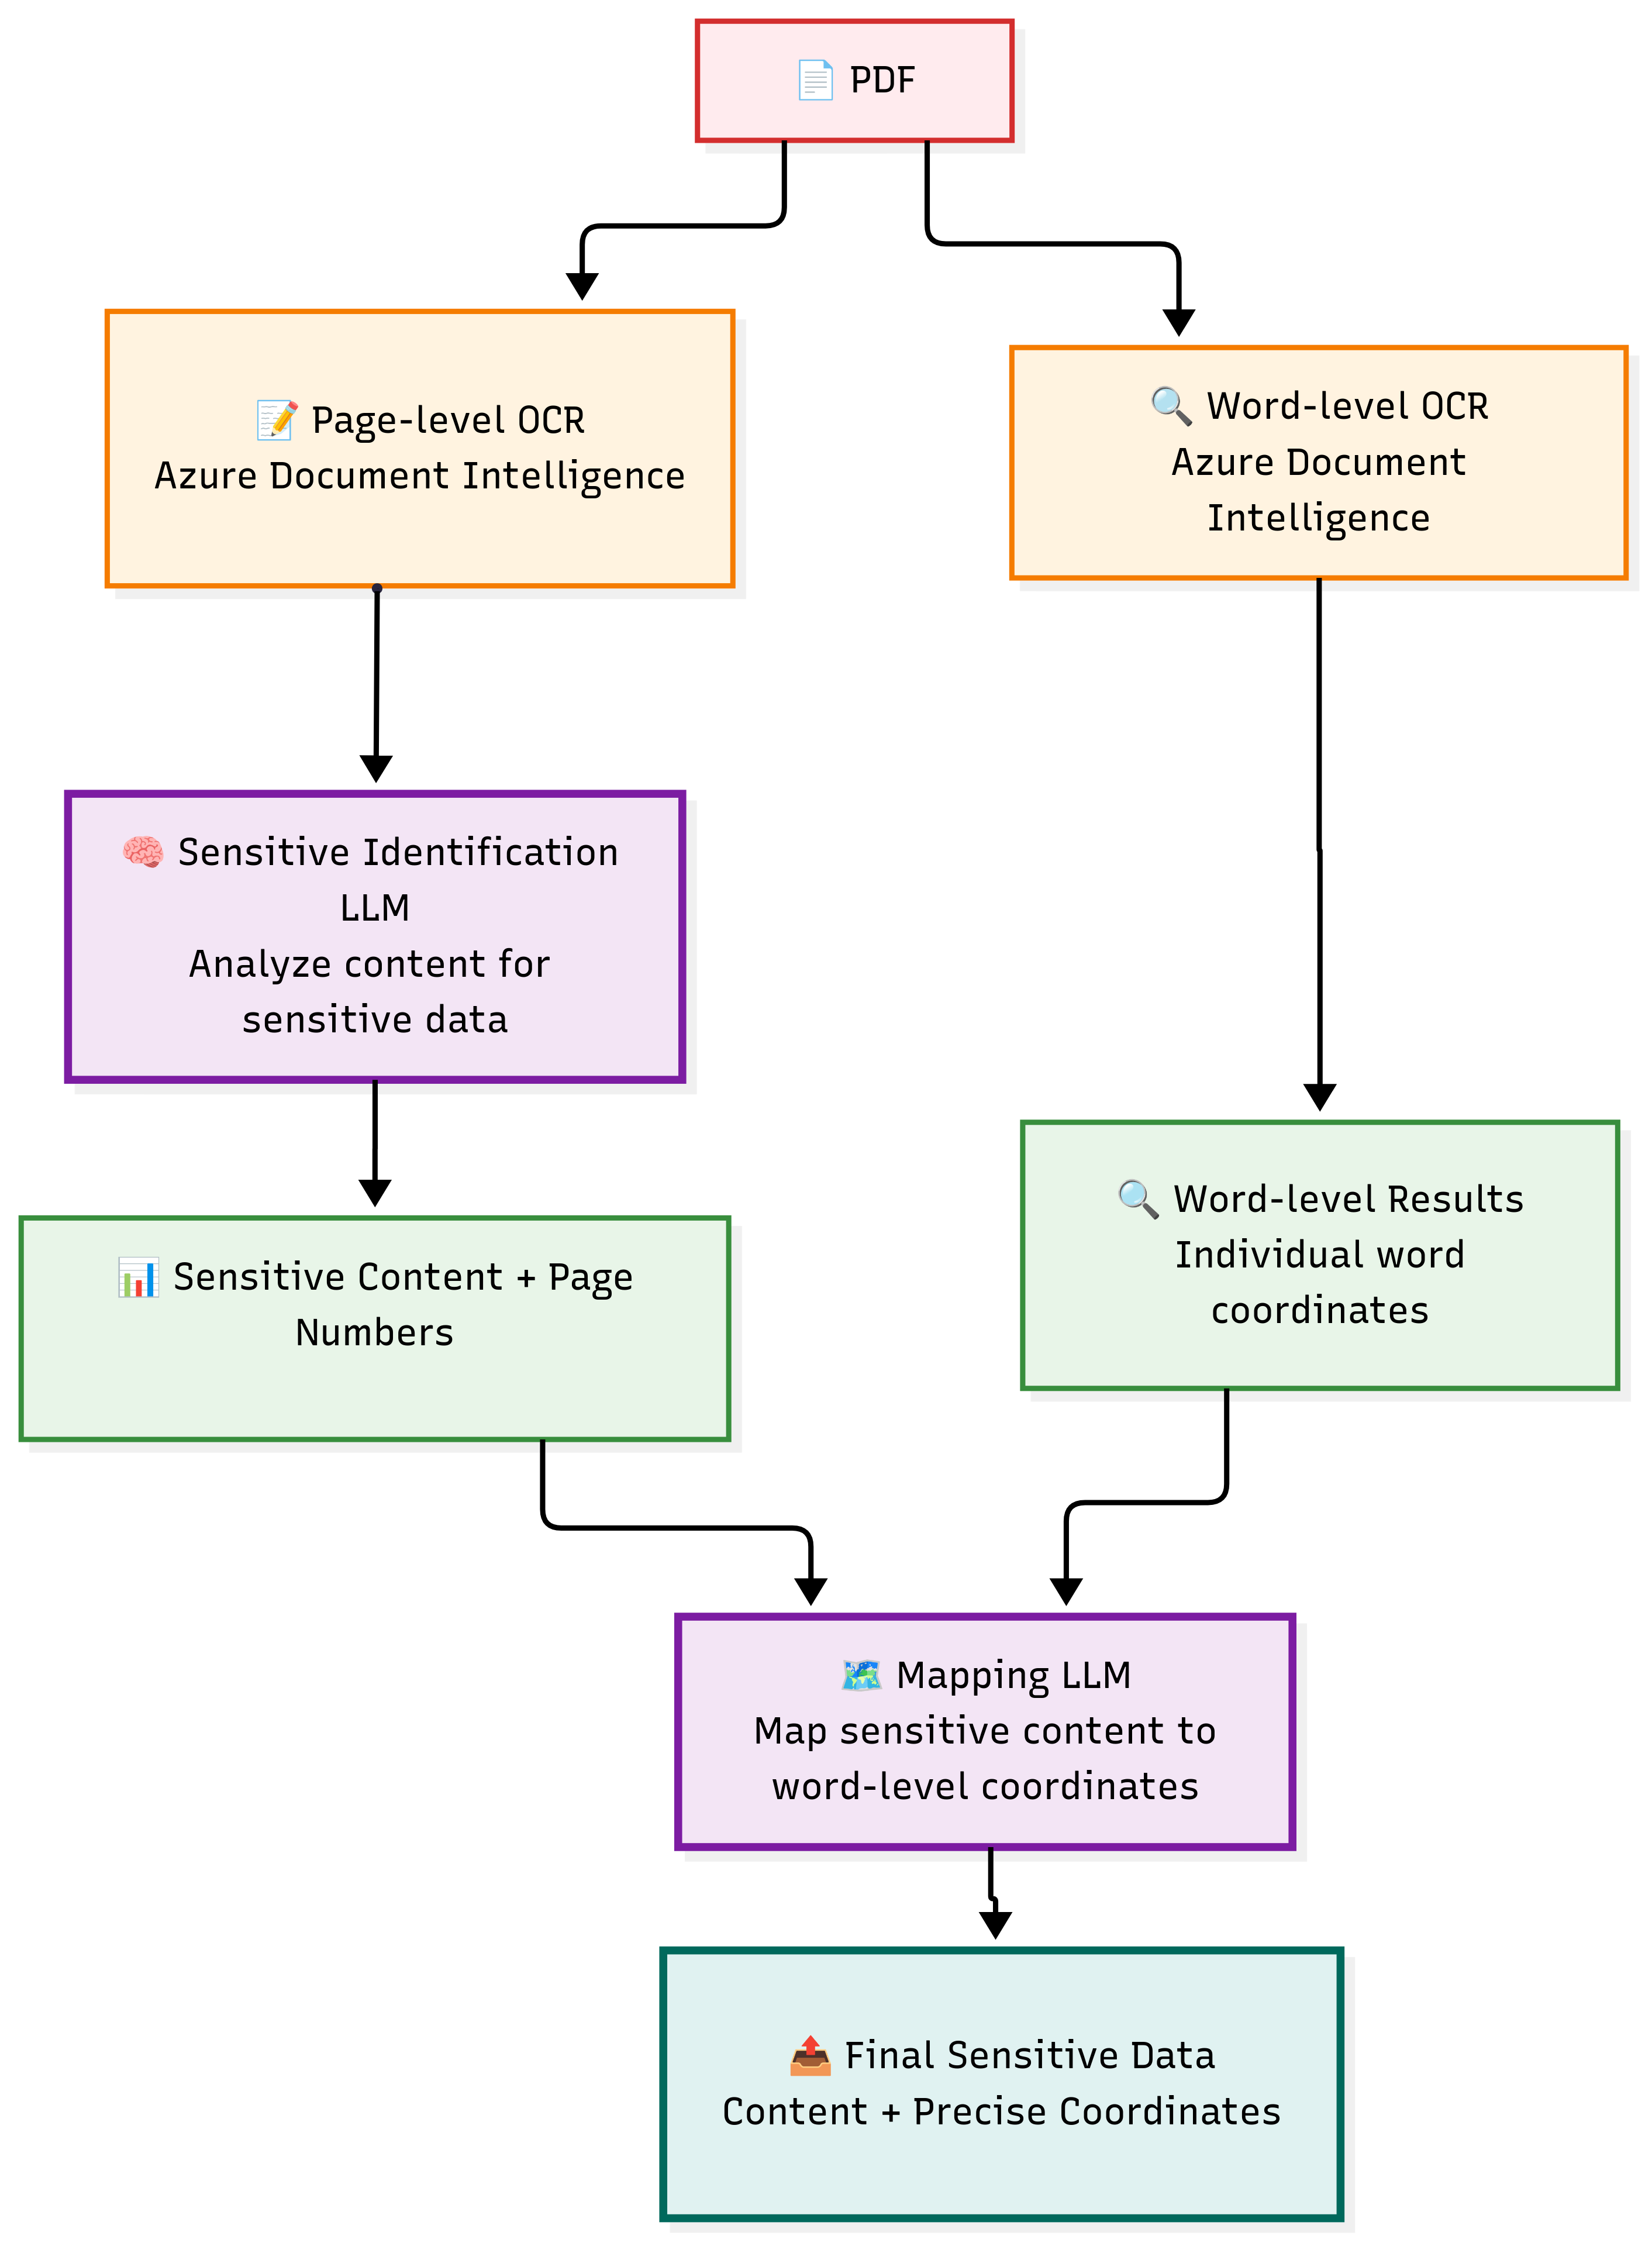 📄 PDF
📝 Page-level OCR
Azure Document Intelligence
🔍 Word-level OCR
Azure Document
Intelligence
🧠 Sensitive Identification
LLM
Analyze content for
sensitive data
📊 Sensitive Content + Page
Numbers
🔍 Word-level Results
Individual word
coordinates
🗺️ Mapping LLM
Map sensitive content to
word-level coordinates
📤 Final Sensitive Data
Content + Precise Coordinates